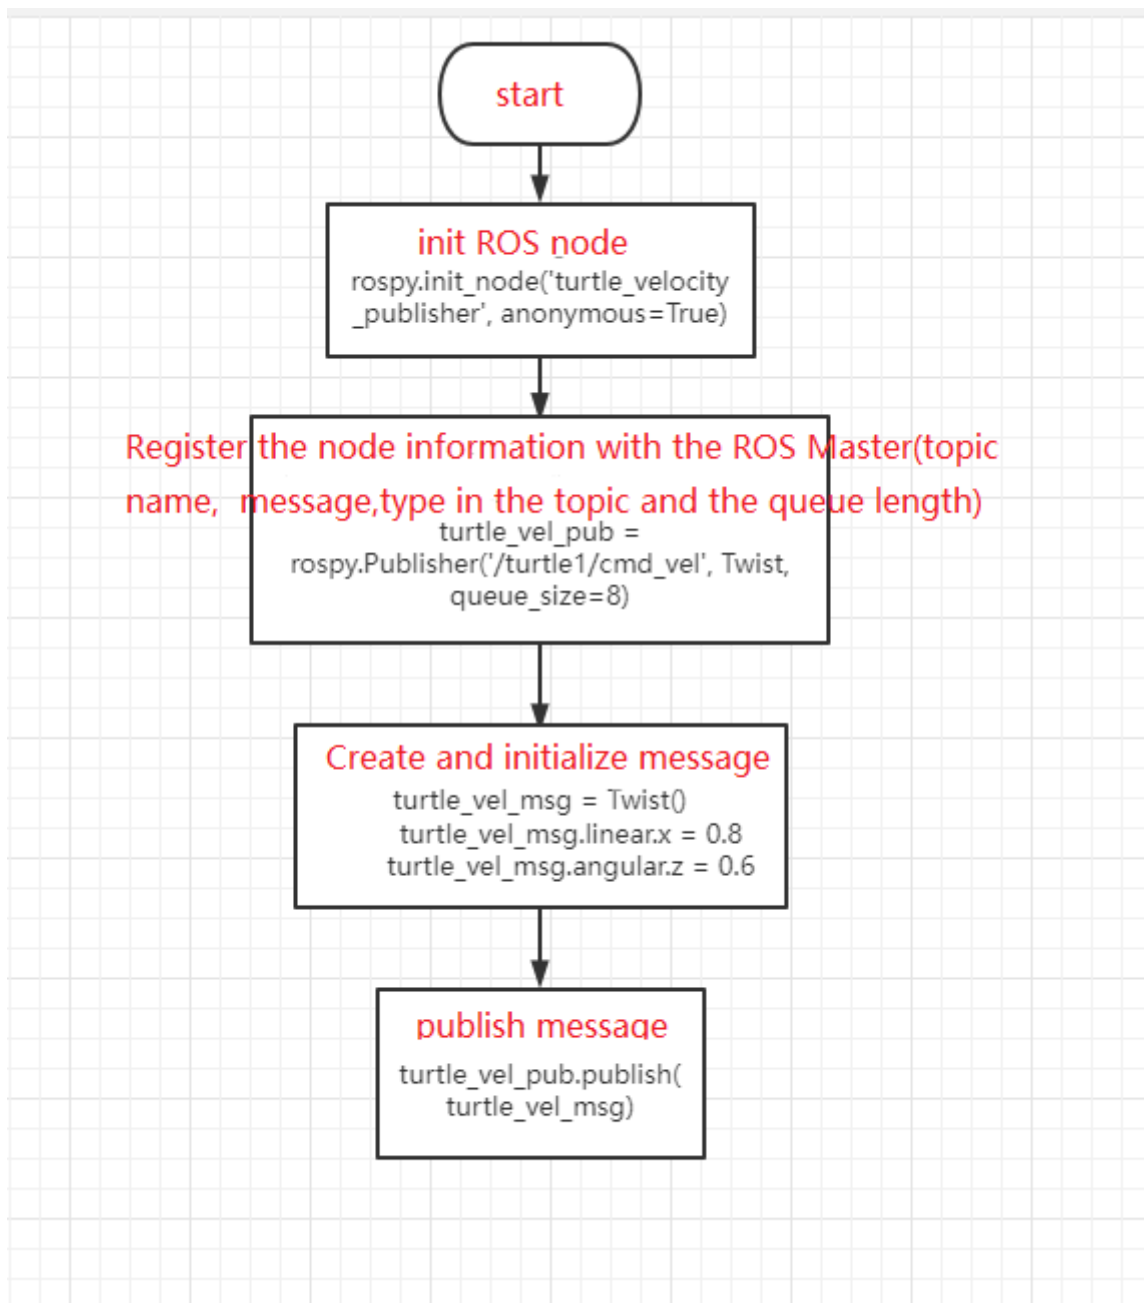 start
init ROS node
rospy.init_node('turtle_velocity
_publisher', anonymous=True)
Register the node information with the ROS Master(topic
name,  message,type in the topic and the queue length)
turtle_vel_pub =
rospy.Publisher('/turtle1/cmd_vel', Twist,
queue_size=8)
Create and initialize message
turtle_vel_msg = Twist()
turtle_vel_msg.linear.x = 0.8
turtle_vel_msg.angular.z = 0.6
publish message
turtle_vel_pub.publish(
turtle_vel_msg)